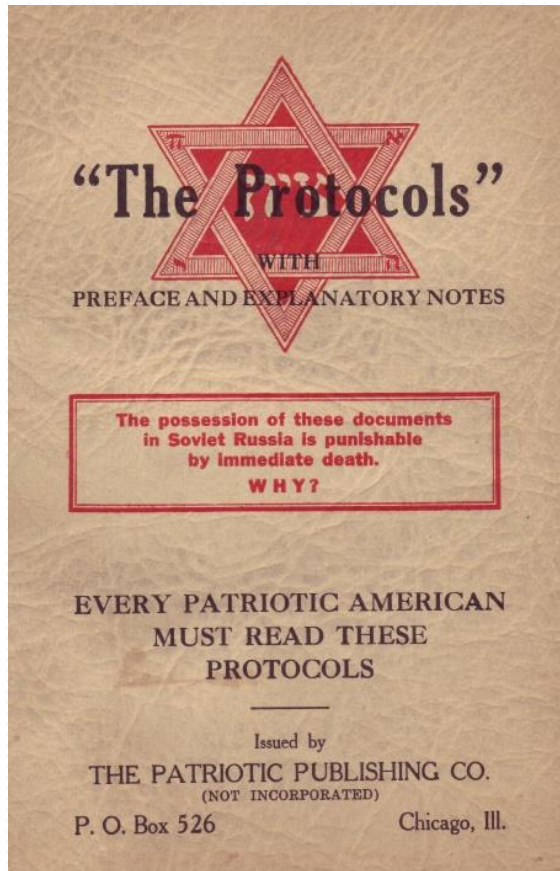 "The Protocols"
WITH
PREFACE AND EXPLANATORY NOTES
The possession of these documents
in Soviet Russia is punishable
by immediate death.
WHY?
EVERY PATRIOTIC AMERICAN
MUST READ THESE
PROTOCOLS
Issued by
THE PATRIOTIC PUBLISHING CO.
(NOT INCORPORATED)
P. O. Box 526 Chicago, Ill.